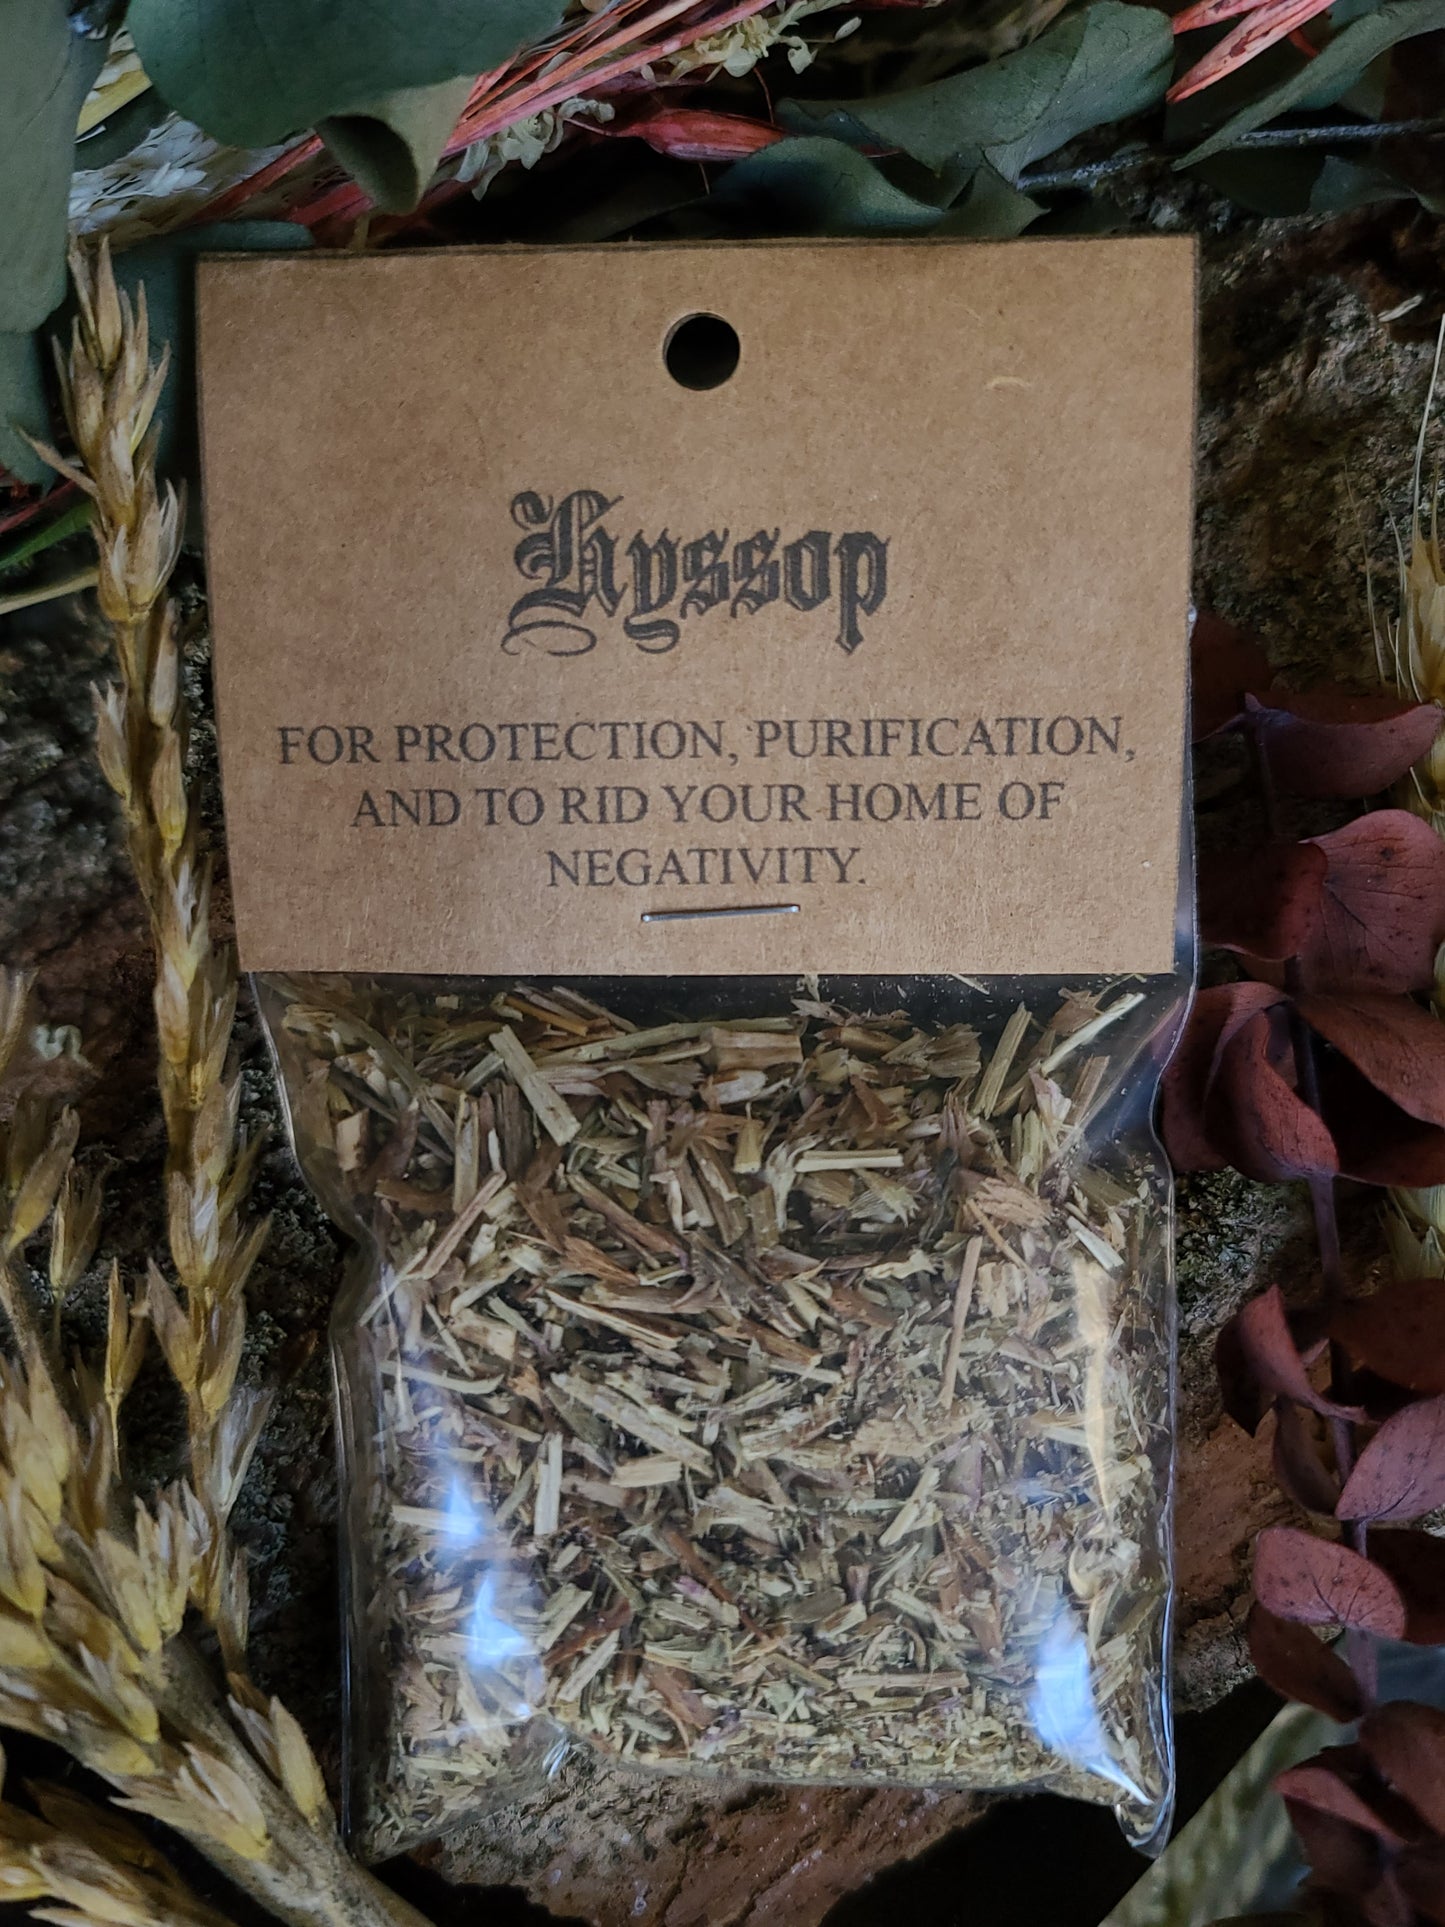 Hyssop
FOR PROTECTION, PURIFICATION,
AND TO RID YOUR HOME OF
NEGATIVITY.